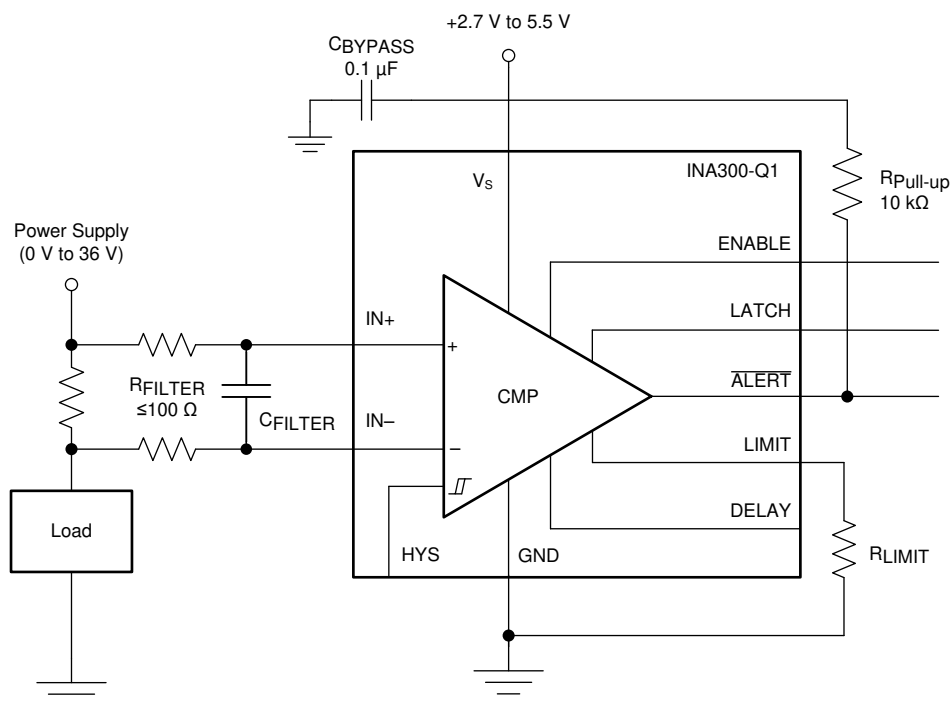 +2.7 V to 5.5 V
CBYPASS
0.1 µF
INA300-Q1
VS
RPull-up
10 kΩ
Power Supply
(0 V to 36 V)
ENABLE
LATCH
IN+
+
RFILTER
≤100 Ω
CFILTER
CMP
ALERT
IN–
–
LIMIT
Load
DELAY
HYS
GND
RLIMIT